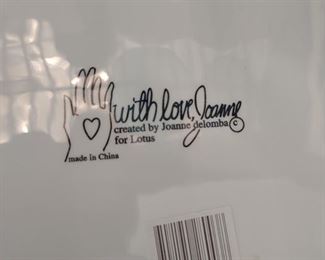 with love, Joanne
created by Joanne delomba ©
for Lotus
made in China